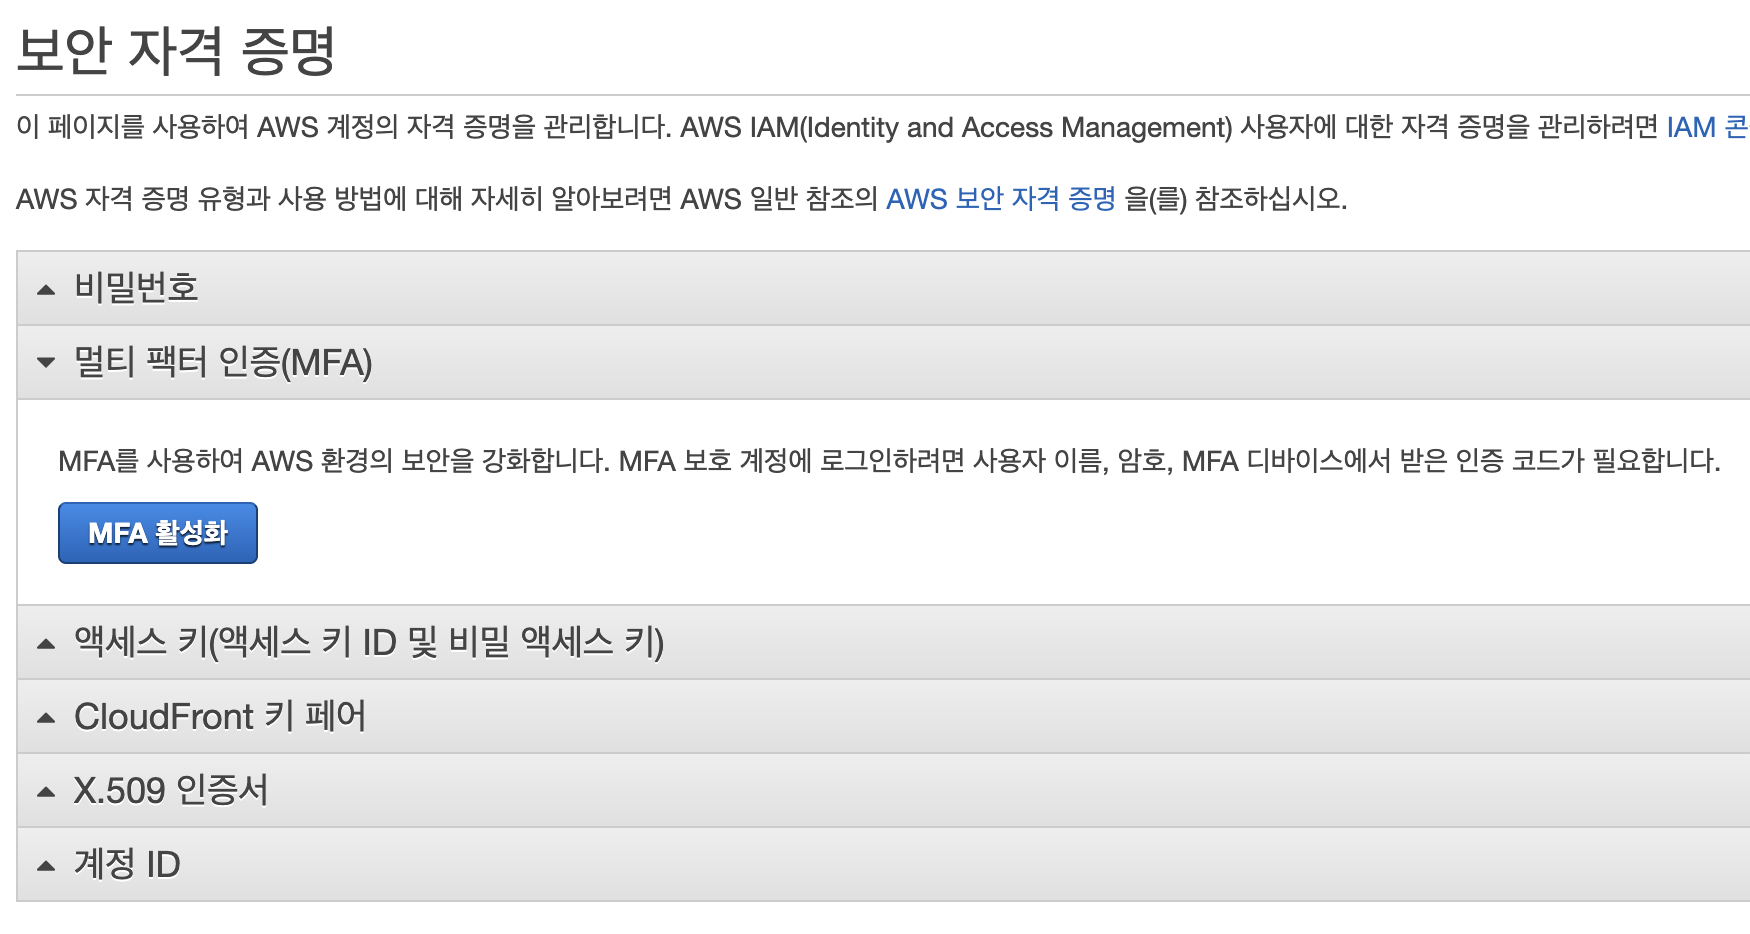 보안 자격 증명
이 페이지를 사용하여 AWS 계정의 자격 증명을 관리합니다. AWS IAM(Identity and Access Management) 사용자에 대한 자격 증명을 관리하려면 IAM 콘
AWS 자격 증명 유형과 사용 방법에 대해 자세히 알아보려면 AWS 일반 참조의 AWS 보안 자격 증명 을(를) 참조하십시오.
비밀번호
멀티 팩터 인증(MFA)
MFA를 사용하여 AWS 환경의 보안을 강화합니다. MFA 보호 계정에 로그인하려면 사용자 이름, 암호, MFA 디바이스에서 받은 인증 코드가 필요합니다.
MFA 활성화
액세스 키(액세스 키 ID 및 비밀 액세스 키)
CloudFront 키 페어
X.509 인증서
계정 ID